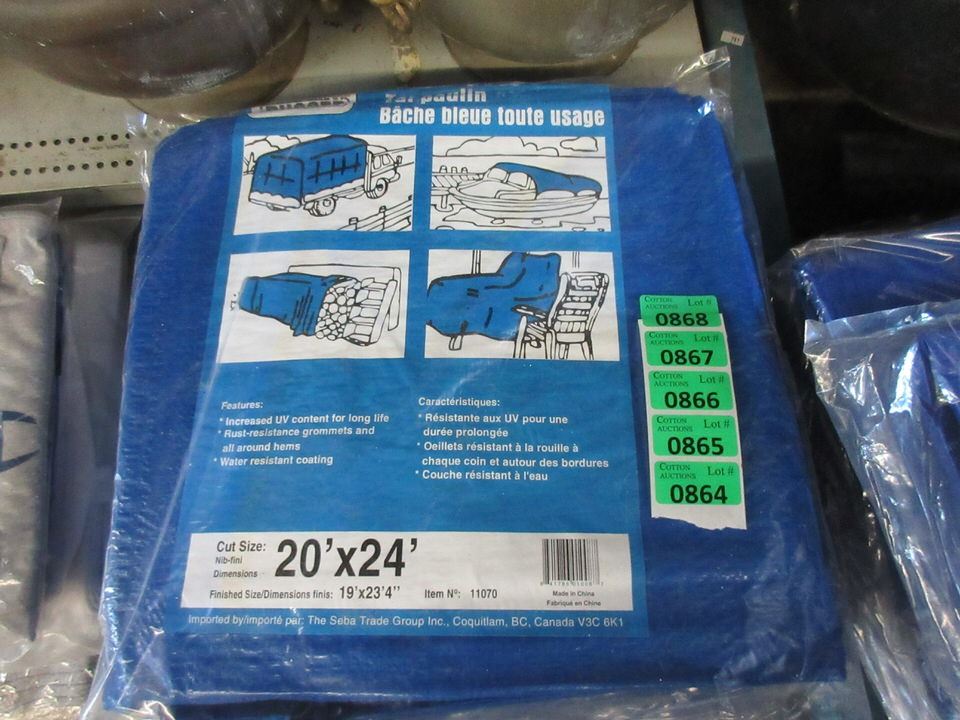 Tarpaulin
Bâche bleue toute usage
COTTON AUCTIONS Lot #
0868
COTTON AUCTIONS Lot #
0867
COTTON AUCTIONS Lot #
0866
COTTON AUCTIONS Lot #
0865
COTTON AUCTIONS Lot #
0864
Features:
* Increased UV content for long life
* Rust-resistance grommets and
all around hems
* Water resistant coating
Caractéristiques:
* Résistante aux UV pour une
durée prolongée
* Oeillets résistant à la rouille à
chaque coin et autour des bordures
* Couche résistant à l'eau
Cut Size: 20'x24'
Nib-fini
Dimensions
Finished Size/Dimensions finis: 19'x23'4" Item Nº: 11070
Made in China
Fabriqué en Chine
Imported by/importé par: The Seba Trade Group Inc., Coquitlam, BC, Canada V3C 6K1